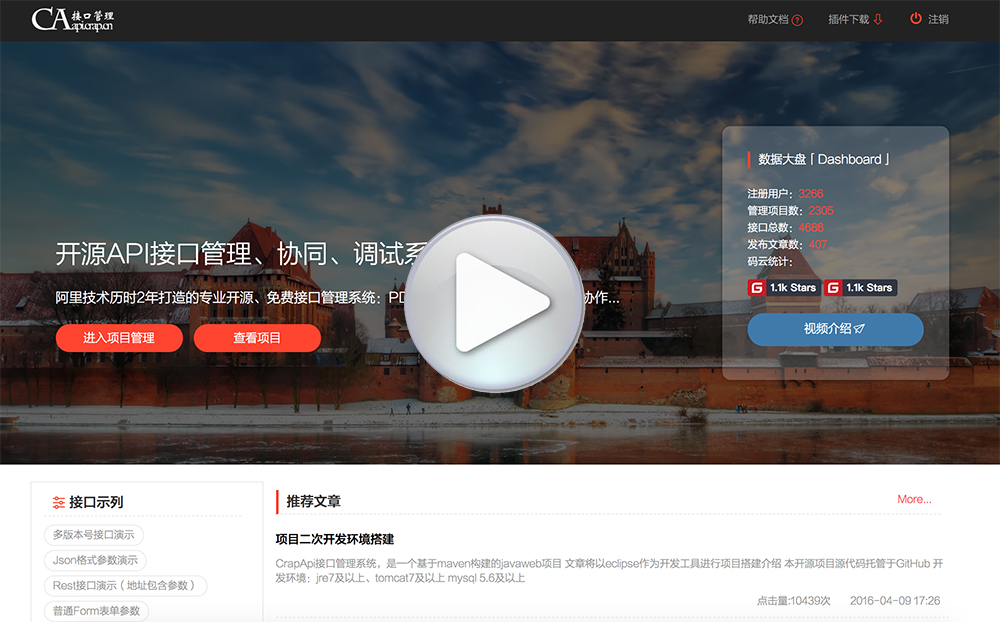 CA接口管理
api.crap.cn
帮助文档
插件下载
注销
开源API接口管理、协同、调试系
阿里技术历时2年打造的专业开源、免费接口管理系统：PD
协作...
进入项目管理
查看项目
数据大盘「Dashboard」
注册用户：3266
管理项目数：2305
接口总数：4686
发布文章数：407
码云统计：
G 1.1k Stars G 1.1k Stars
视频介绍
接口示列
多版本号接口演示
Json格式参数演示
Rest接口演示（地址包含参数）
普通Form表单参数
推荐文章
More...
项目二次开发环境搭建
CrapApi接口管理系统，是一个基于maven构建的javaweb项目 文章将以eclipse作为开发工具进行项目搭建介绍 本开源项目源代码托管于GitHub 开
发环境：jre7及以上、tomcat7及以上 mysql 5.6及以上
点击量:10439次 2016-04-09 17:26